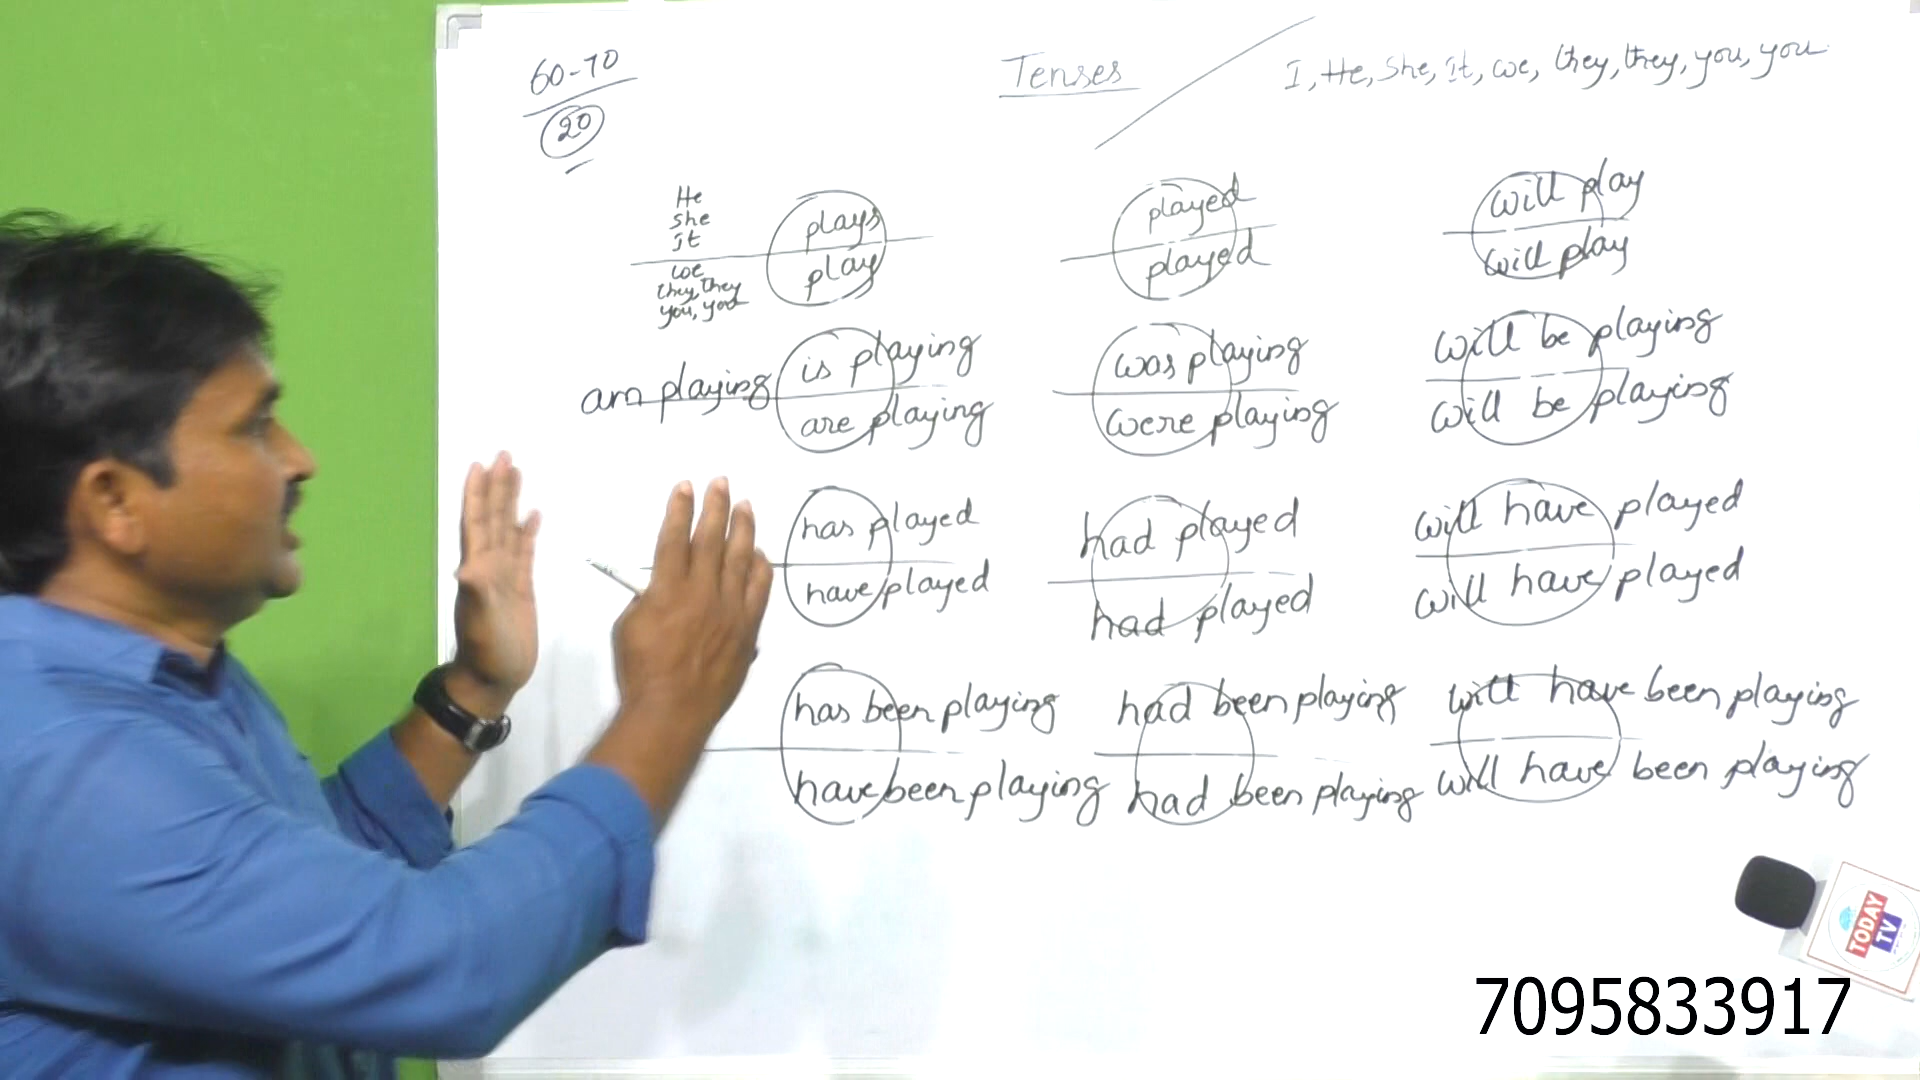 60-70
20
Tenses
I, He, She, It, we, they, they, you, you
He
She
It
we
they, they
you, you
plays
play
played
played
will play
will play
am playing
is playing
are playing
was playing
were playing
will be playing
will be playing
has played
have played
had played
had played
will have played
will have played
has been playing
have been playing
had been playing
had been playing
will have been playing
will have been playing
TODAY
TV
7095833917